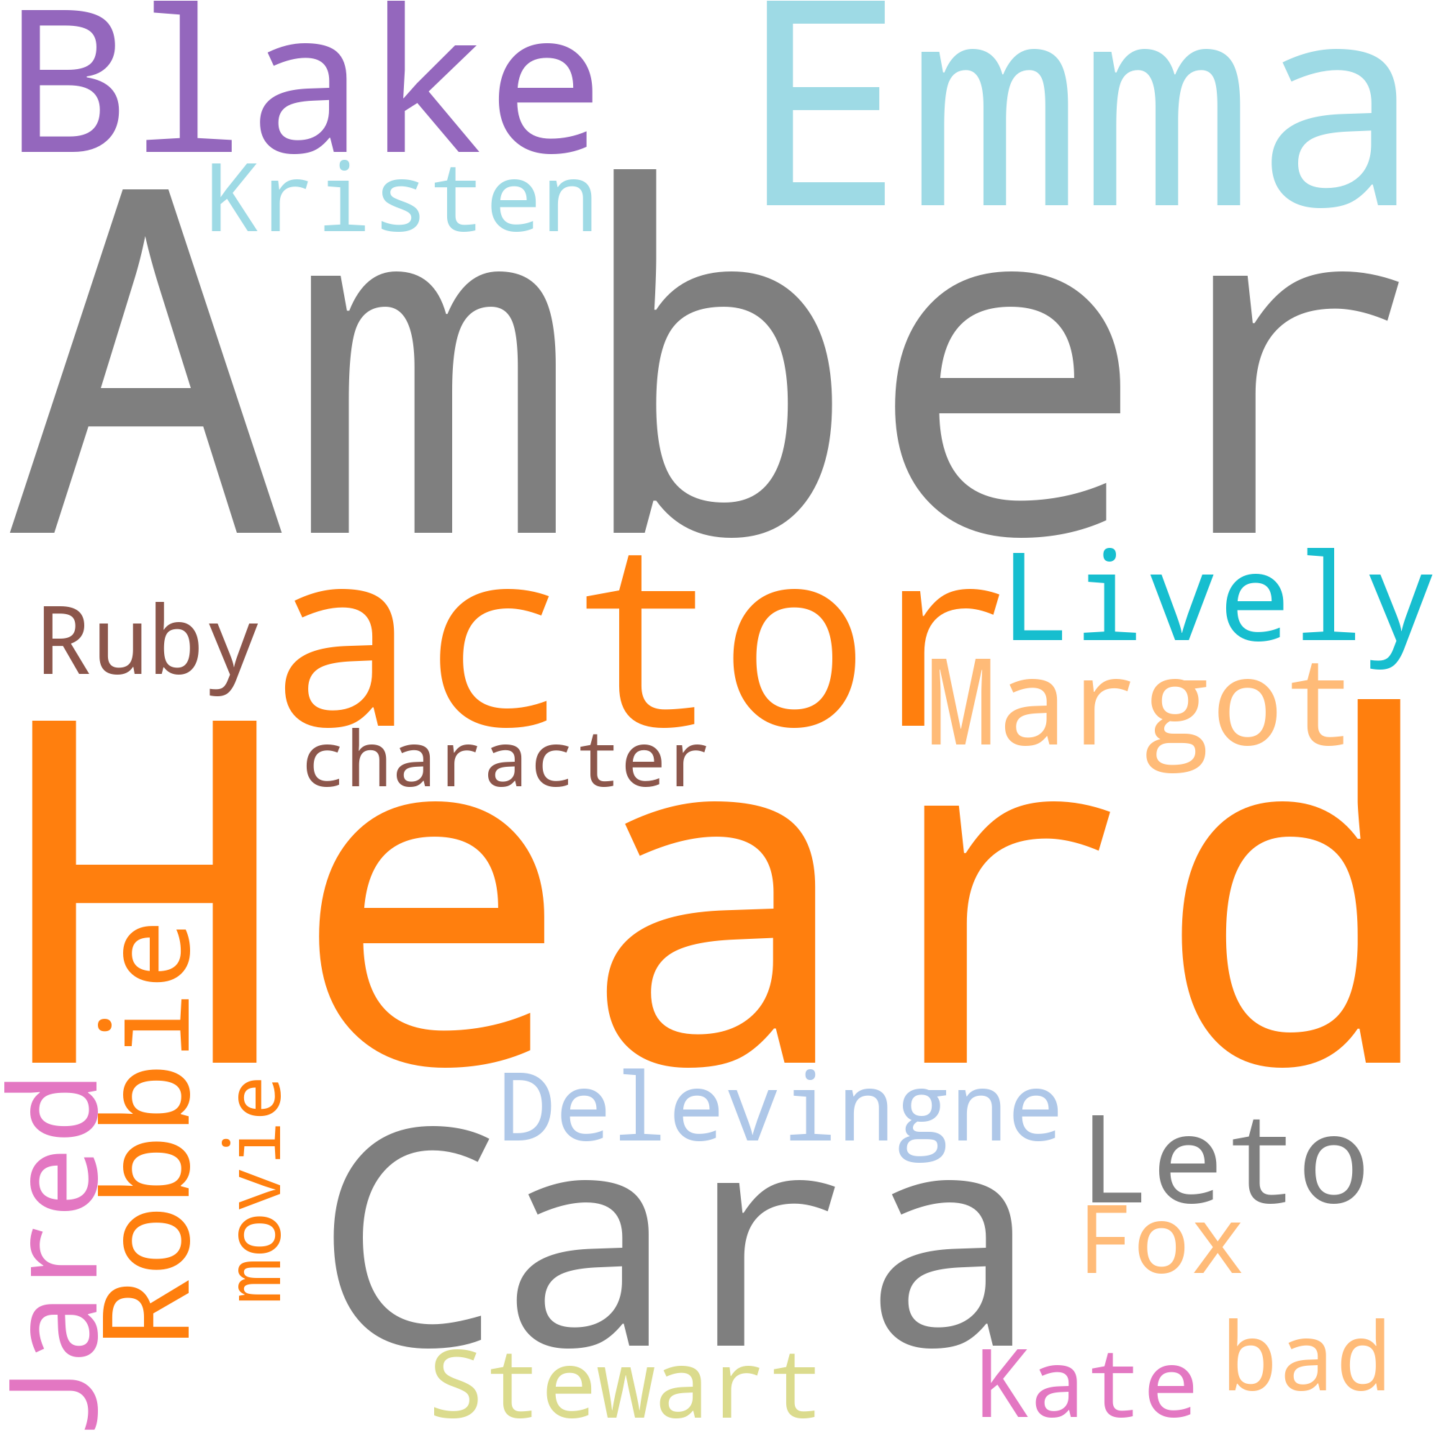 Blake
Emma
Kristen
Amber
actor
Lively
Ruby
Margot
character
Heard
Robbie
Jared
movie
Delevingne
Cara
Leto
Fox
bad
Stewart
Kate